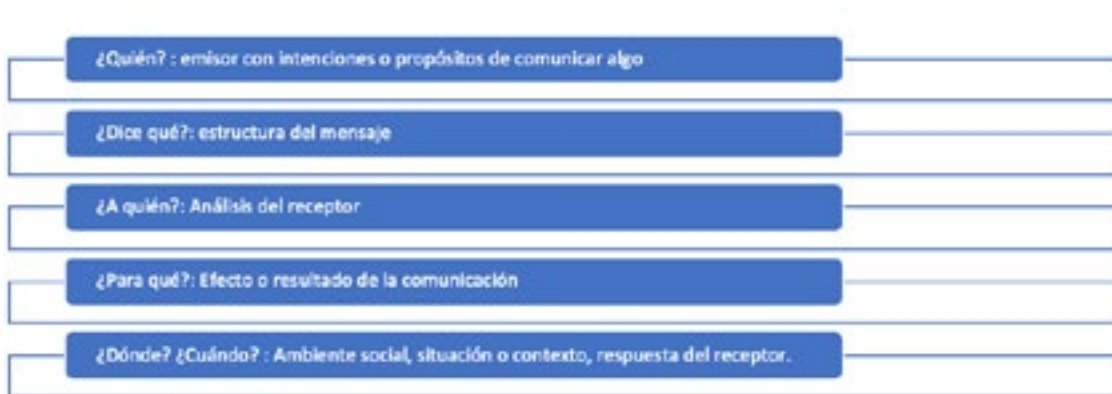 ¿Quién? : emisor con intenciones o propósitos de comunicar algo
¿Dice qué?: estructura del mensaje
¿A quién?: Análisis del receptor
¿Para qué?: Efecto o resultado de la comunicación
¿Dónde? ¿Cuándo? : Ambiente social, situación o contexto, respuesta del receptor.